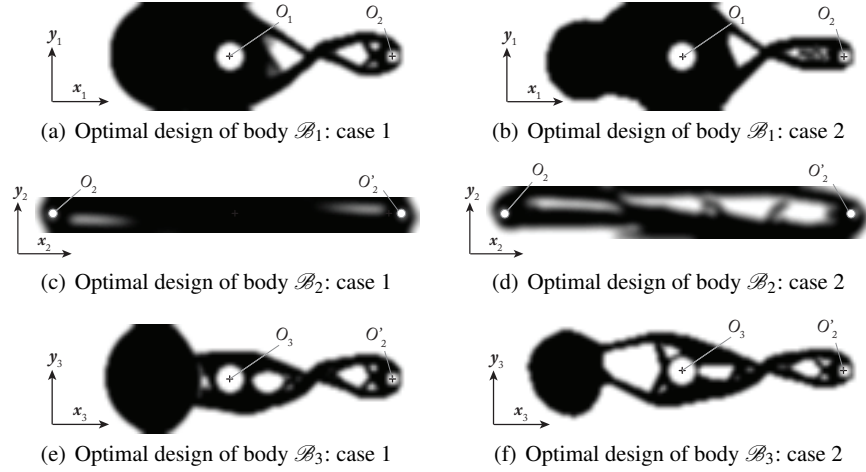 y₁ O₁ O₂ y₁ O₁ O₂
x₁ x₁
(a) Optimal design of body ℬ₁: case 1 (b) Optimal design of body ℬ₁: case 2
y₂ O₂ O'₂ y₂ O₂ O'₂
x₂ x₂
(c) Optimal design of body ℬ₂: case 1 (d) Optimal design of body ℬ₂: case 2
y₃ O₃ O'₂ y₃ O₃ O'₂
x₃ x₃
(e) Optimal design of body ℬ₃: case 1 (f) Optimal design of body ℬ₃: case 2